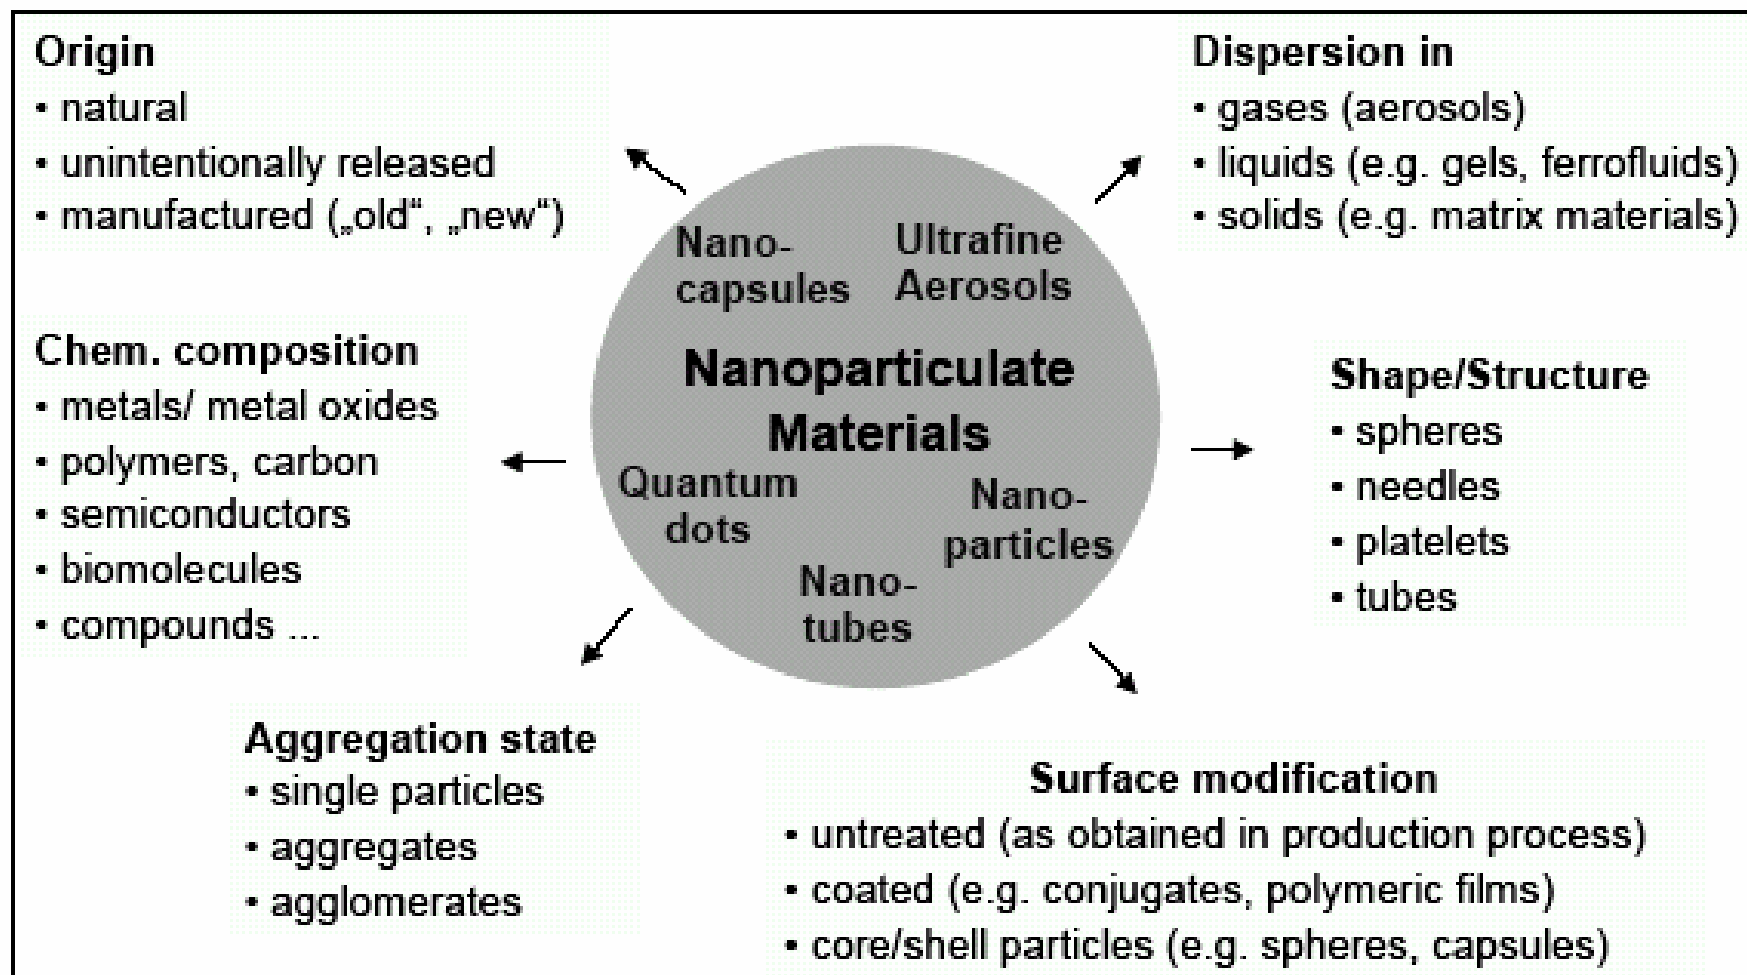 Origin
• natural
• unintentionally released
• manufactured („old“, „new“)
Dispersion in
• gases (aerosols)
• liquids (e.g. gels, ferrofluids)
• solids (e.g. matrix materials)
Nano-
capsules
Ultrafine
Aerosols
Nanoparticulate
Materials
Quantum
dots
Nano-
particles
Nano-
tubes
Chem. composition
• metals/ metal oxides
• polymers, carbon
• semiconductors
• biomolecules
• compounds ...
Shape/Structure
• spheres
• needles
• platelets
• tubes
Aggregation state
• single particles
• aggregates
• agglomerates
Surface modification
• untreated (as obtained in production process)
• coated (e.g. conjugates, polymeric films)
• core/shell particles (e.g. spheres, capsules)